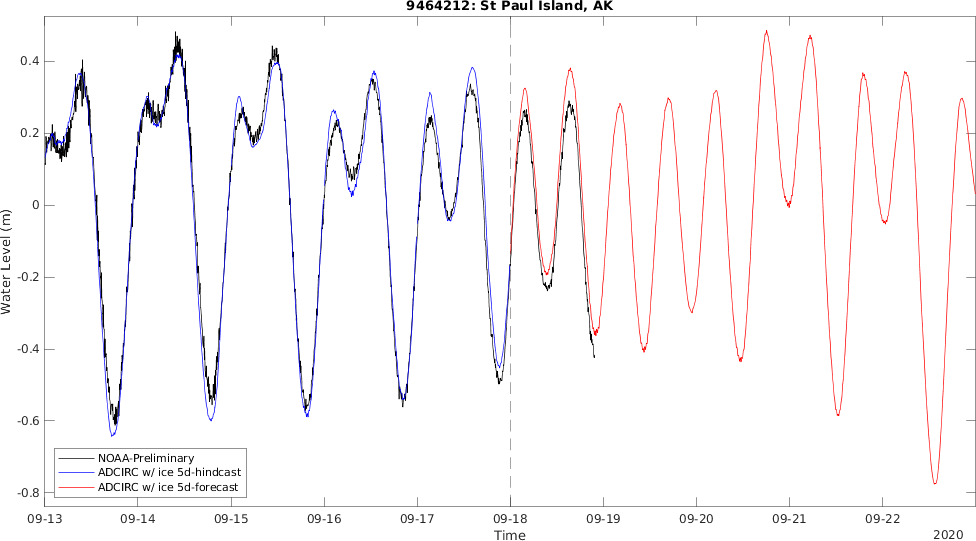 9464212: St Paul Island, AK
Water Level (m)
0.4
0.2
0
-0.2
-0.4
-0.6
-0.8
NOAA-Preliminary
ADCIRC w/ ice 5d-hindcast
ADCIRC w/ ice 5d-forecast
09-13 09-14 09-15 09-16 09-17 09-18 09-19 09-20 09-21 09-22
Time
2020